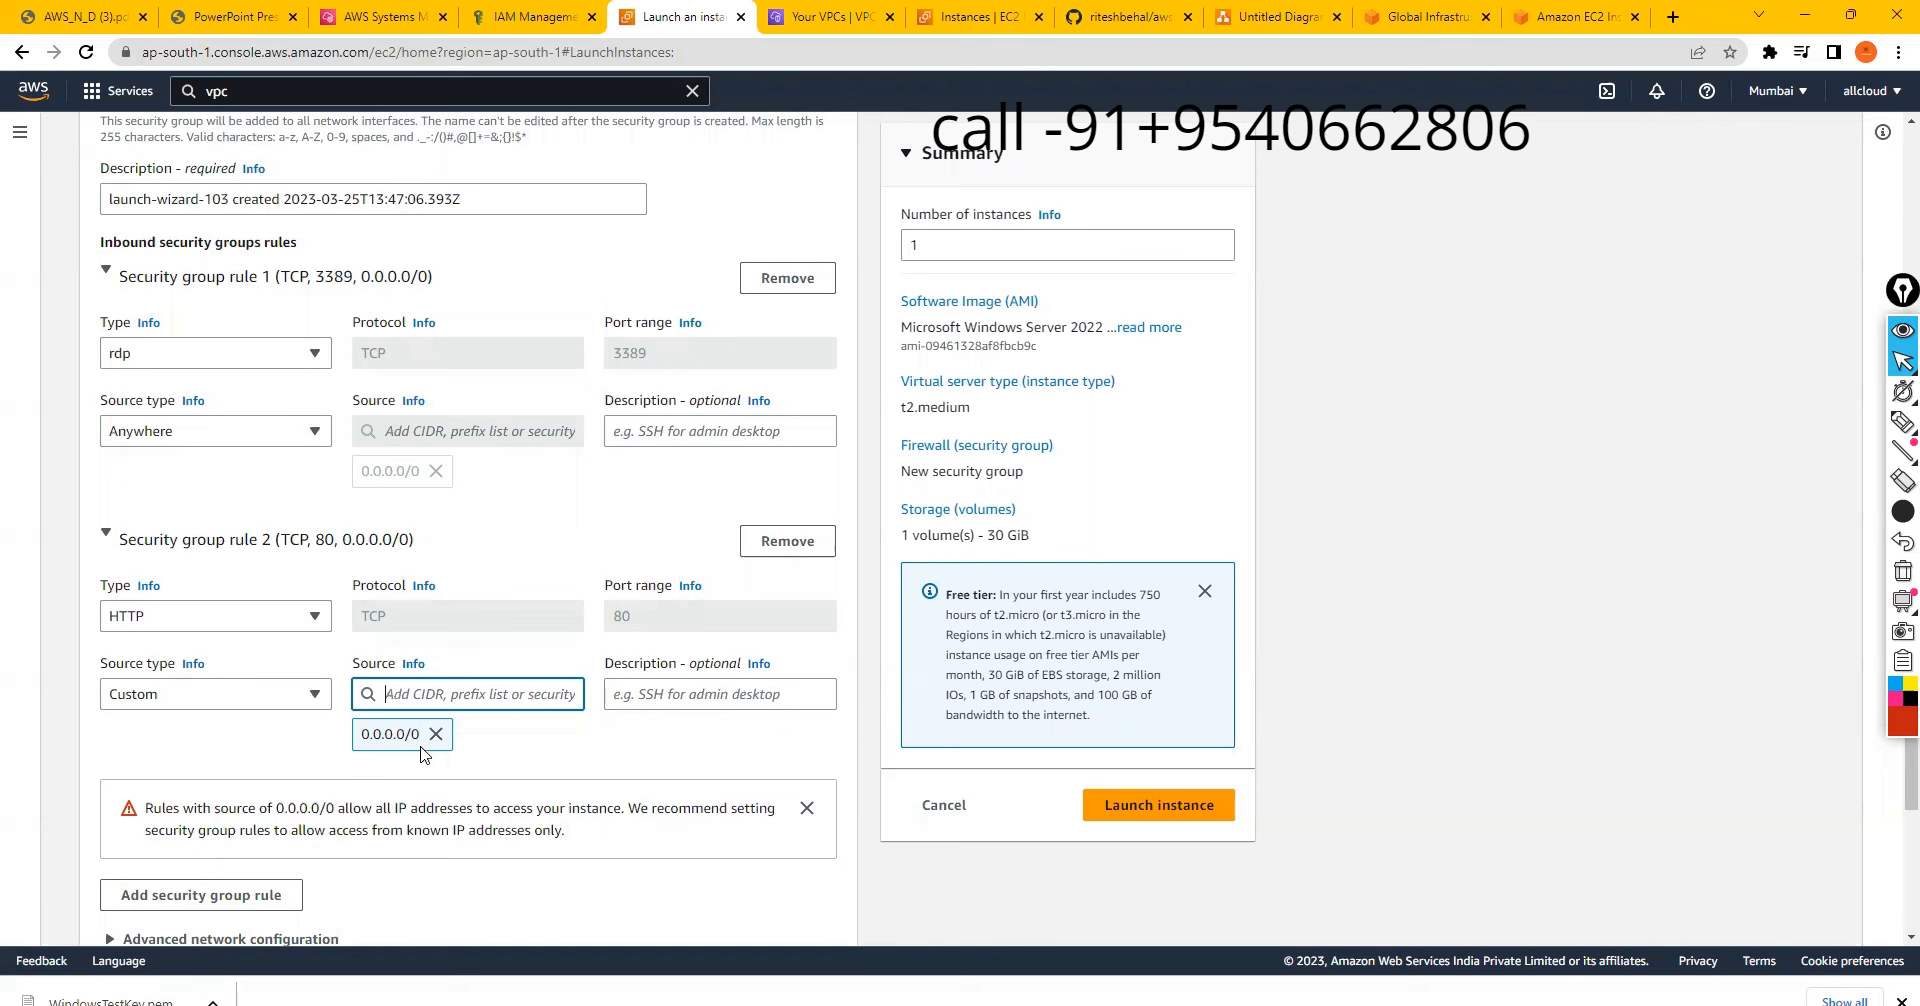 AWS_N_D (3).pd
PowerPoint Pres
AWS Systems M
IAM Manageme
Launch an insta
Your VPCs | VPC
Instances | EC2
riteshbehal/aws
Untitled Diagra
Global Infrastru
Amazon EC2 Ins
ap-south-1.console.aws.amazon.com/ec2/home?region=ap-south-1#LaunchInstances:
aws
Services
vpc
Mumbai
allcloud
call -91+9540662806
This security group will be added to all network interfaces. The name can't be edited after the security group is created. Max length is
255 characters. Valid characters: a-z, A-Z, 0-9, spaces, and ._-:/()#,@[]+=&;{}!$*
Description - required Info
launch-wizard-103 created 2023-03-25T13:47:06.393Z
Inbound security groups rules
Security group rule 1 (TCP, 3389, 0.0.0.0/0)
Remove
Type Info
Protocol Info
Port range Info
rdp
TCP
3389
Source type Info
Source Info
Description - optional Info
Anywhere
Add CIDR, prefix list or security
e.g. SSH for admin desktop
0.0.0.0/0
Security group rule 2 (TCP, 80, 0.0.0.0/0)
Remove
Type Info
Protocol Info
Port range Info
HTTP
TCP
80
Source type Info
Source Info
Description - optional Info
Custom
Add CIDR, prefix list or security
e.g. SSH for admin desktop
0.0.0.0/0
Rules with source of 0.0.0.0/0 allow all IP addresses to access your instance. We recommend setting
security group rules to allow access from known IP addresses only.
Add security group rule
Advanced network configuration
Summary
Number of instances Info
1
Software Image (AMI)
Microsoft Windows Server 2022 ...read more
ami-09461328af8fbcb9c
Virtual server type (instance type)
t2.medium
Firewall (security group)
New security group
Storage (volumes)
1 volume(s) - 30 GiB
Free tier: In your first year includes 750
hours of t2.micro (or t3.micro in the
Regions in which t2.micro is unavailable)
instance usage on free tier AMIs per
month, 30 GiB of EBS storage, 2 million
IOs, 1 GB of snapshots, and 100 GB of
bandwidth to the internet.
Cancel
Launch instance
Feedback
Language
© 2023, Amazon Web Services India Private Limited or its affiliates.
Privacy
Terms
Cookie preferences
WindowsTestKey.pem
Show all